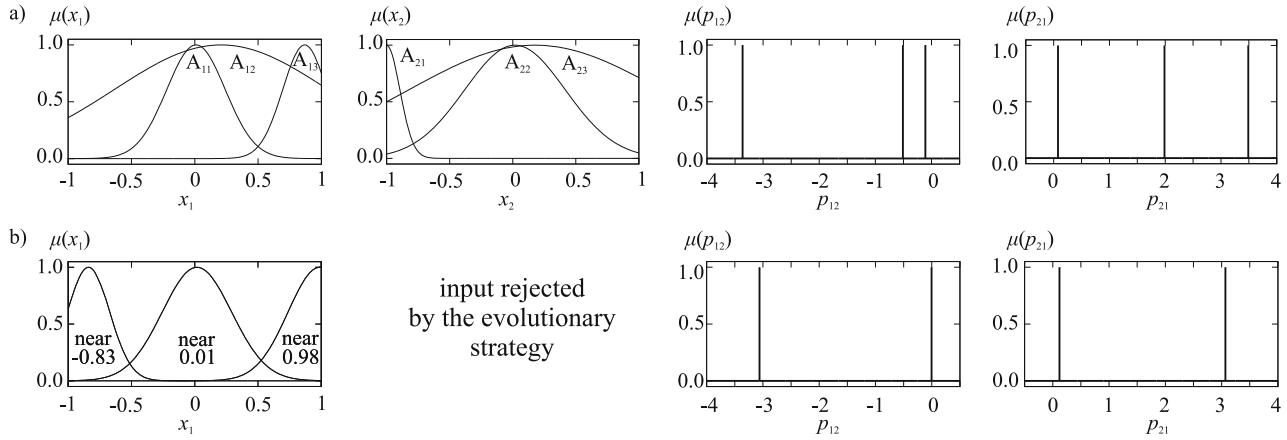 a)
μ(x₁)
1.0
0.5
0.0
A₁₁
A₁₂
A₁₃
-1
-0.5
0
0.5
1
x₁
μ(x₂)
1.0
0.5
0.0
A₂₁
A₂₂
A₂₃
-1
-0.5
0
0.5
1
x₂
μ(p₁₂)
1.0
0.5
0.0
-4
-3
-2
-1
0
p₁₂
μ(p₂₁)
1.0
0.5
0.0
0
1
2
3
4
p₂₁
b)
μ(x₁)
1.0
0.5
0.0
near
-0.83
near
0.01
near
0.98
-1
-0.5
0
0.5
1
x₁
input rejected
by the evolutionary
strategy
μ(p₁₂)
1.0
0.5
0.0
-4
-3
-2
-1
0
p₁₂
μ(p₂₁)
1.0
0.5
0.0
0
1
2
3
4
p₂₁